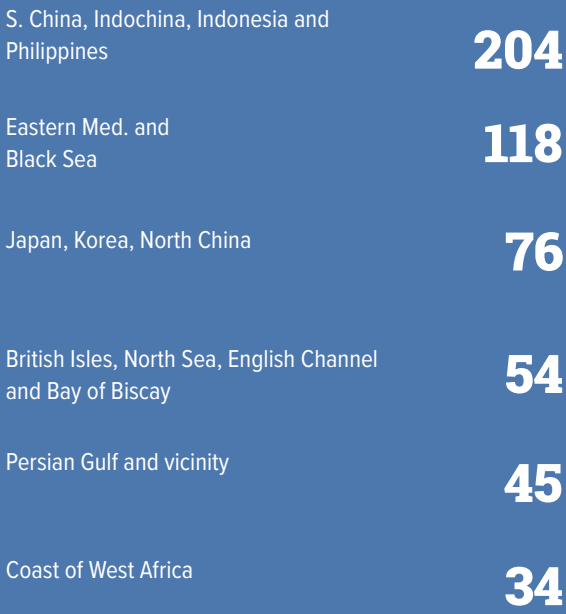 S. China, Indochina, Indonesia and
Philippines
204
Eastern Med. and
Black Sea
118
Japan, Korea, North China
76
British Isles, North Sea, English Channel
and Bay of Biscay
54
Persian Gulf and vicinity
45
Coast of West Africa
34